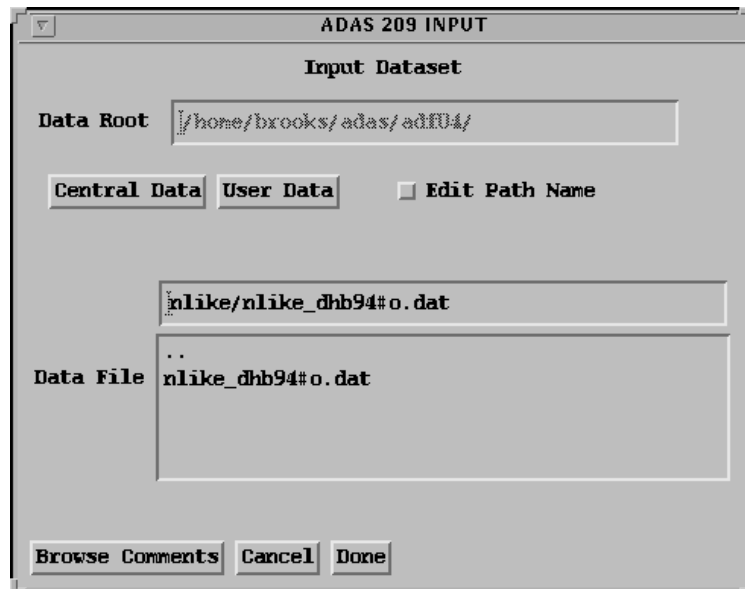 ADAS 209 INPUT
Input Dataset
Data Root /home/brooks/adas/adf04/
Central Data User Data Edit Path Name
nlike/nlike_dhb94#o.dat
..
Data File nlike_dhb94#o.dat
Browse Comments Cancel Done